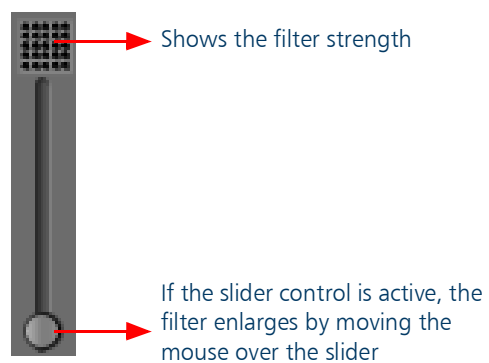 Shows the filter strength
If the slider control is active, the
filter enlarges by moving the
mouse over the slider